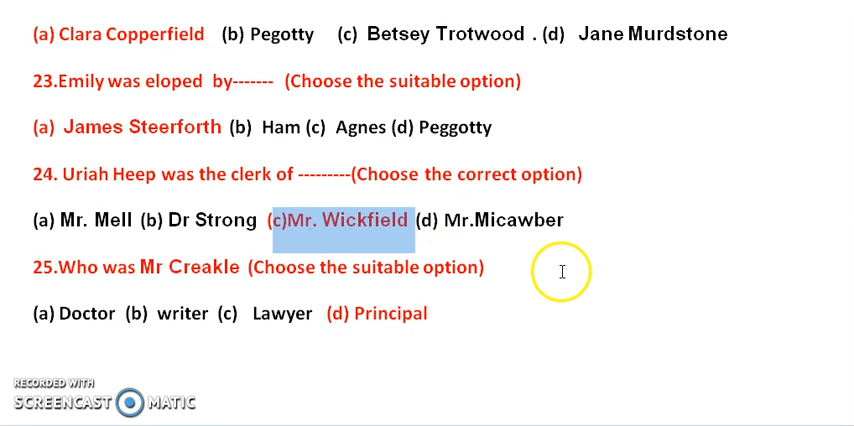 (a) Clara Copperfield (b) Pegotty (c) Betsey Trotwood . (d) Jane Murdstone
23.Emily was eloped by------- (Choose the suitable option)
(a) James Steerforth (b) Ham (c) Agnes (d) Peggotty
24. Uriah Heep was the clerk of ---------(Choose the correct option)
(a) Mr. Mell (b) Dr Strong (c)Mr. Wickfield (d) Mr.Micawber
25.Who was Mr Creakle (Choose the suitable option)
(a) Doctor (b) writer (c) Lawyer (d) Principal
RECORDED WITH
SCREENCAST MATIC